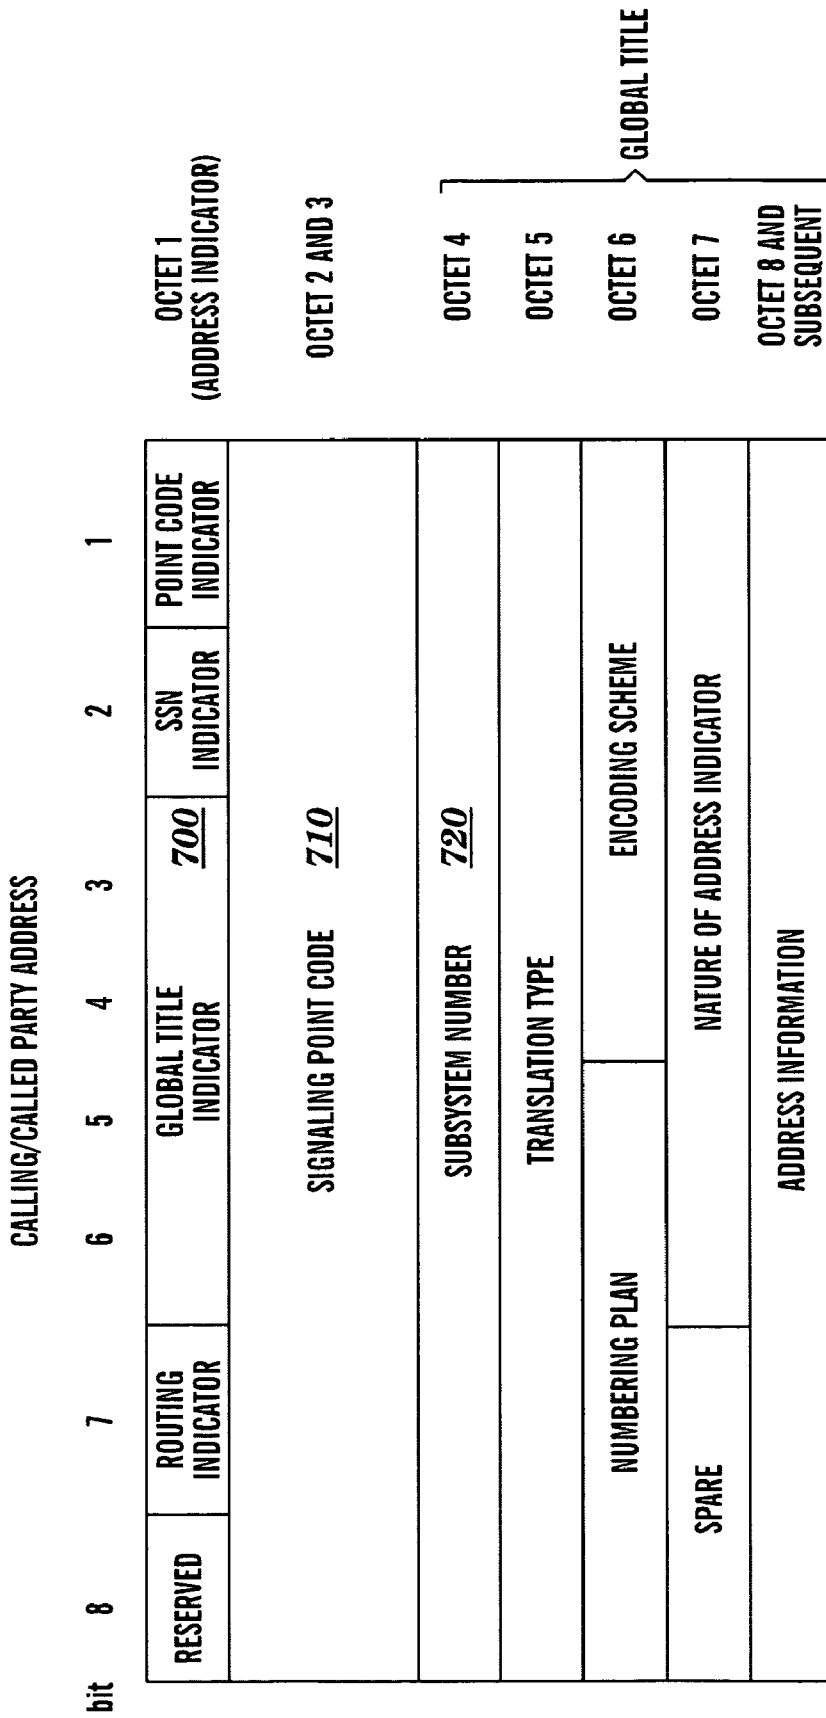 CALLING/CALLED PARTY ADDRESS
bit 8 7 6 5 4 3 2 1
RESERVED
ROUTING
INDICATOR
GLOBAL TITLE
INDICATOR
700
SSN
INDICATOR
POINT CODE
INDICATOR
OCTET 1
(ADDRESS INDICATOR)
SIGNALING POINT CODE 710
OCTET 2 AND 3
SUBSYSTEM NUMBER 720
OCTET 4
TRANSLATION TYPE
OCTET 5
NUMBERING PLAN
ENCODING SCHEME
OCTET 6
SPARE
NATURE OF ADDRESS INDICATOR
OCTET 7
ADDRESS INFORMATION
OCTET 8 AND
SUBSEQUENT
GLOBAL TITLE